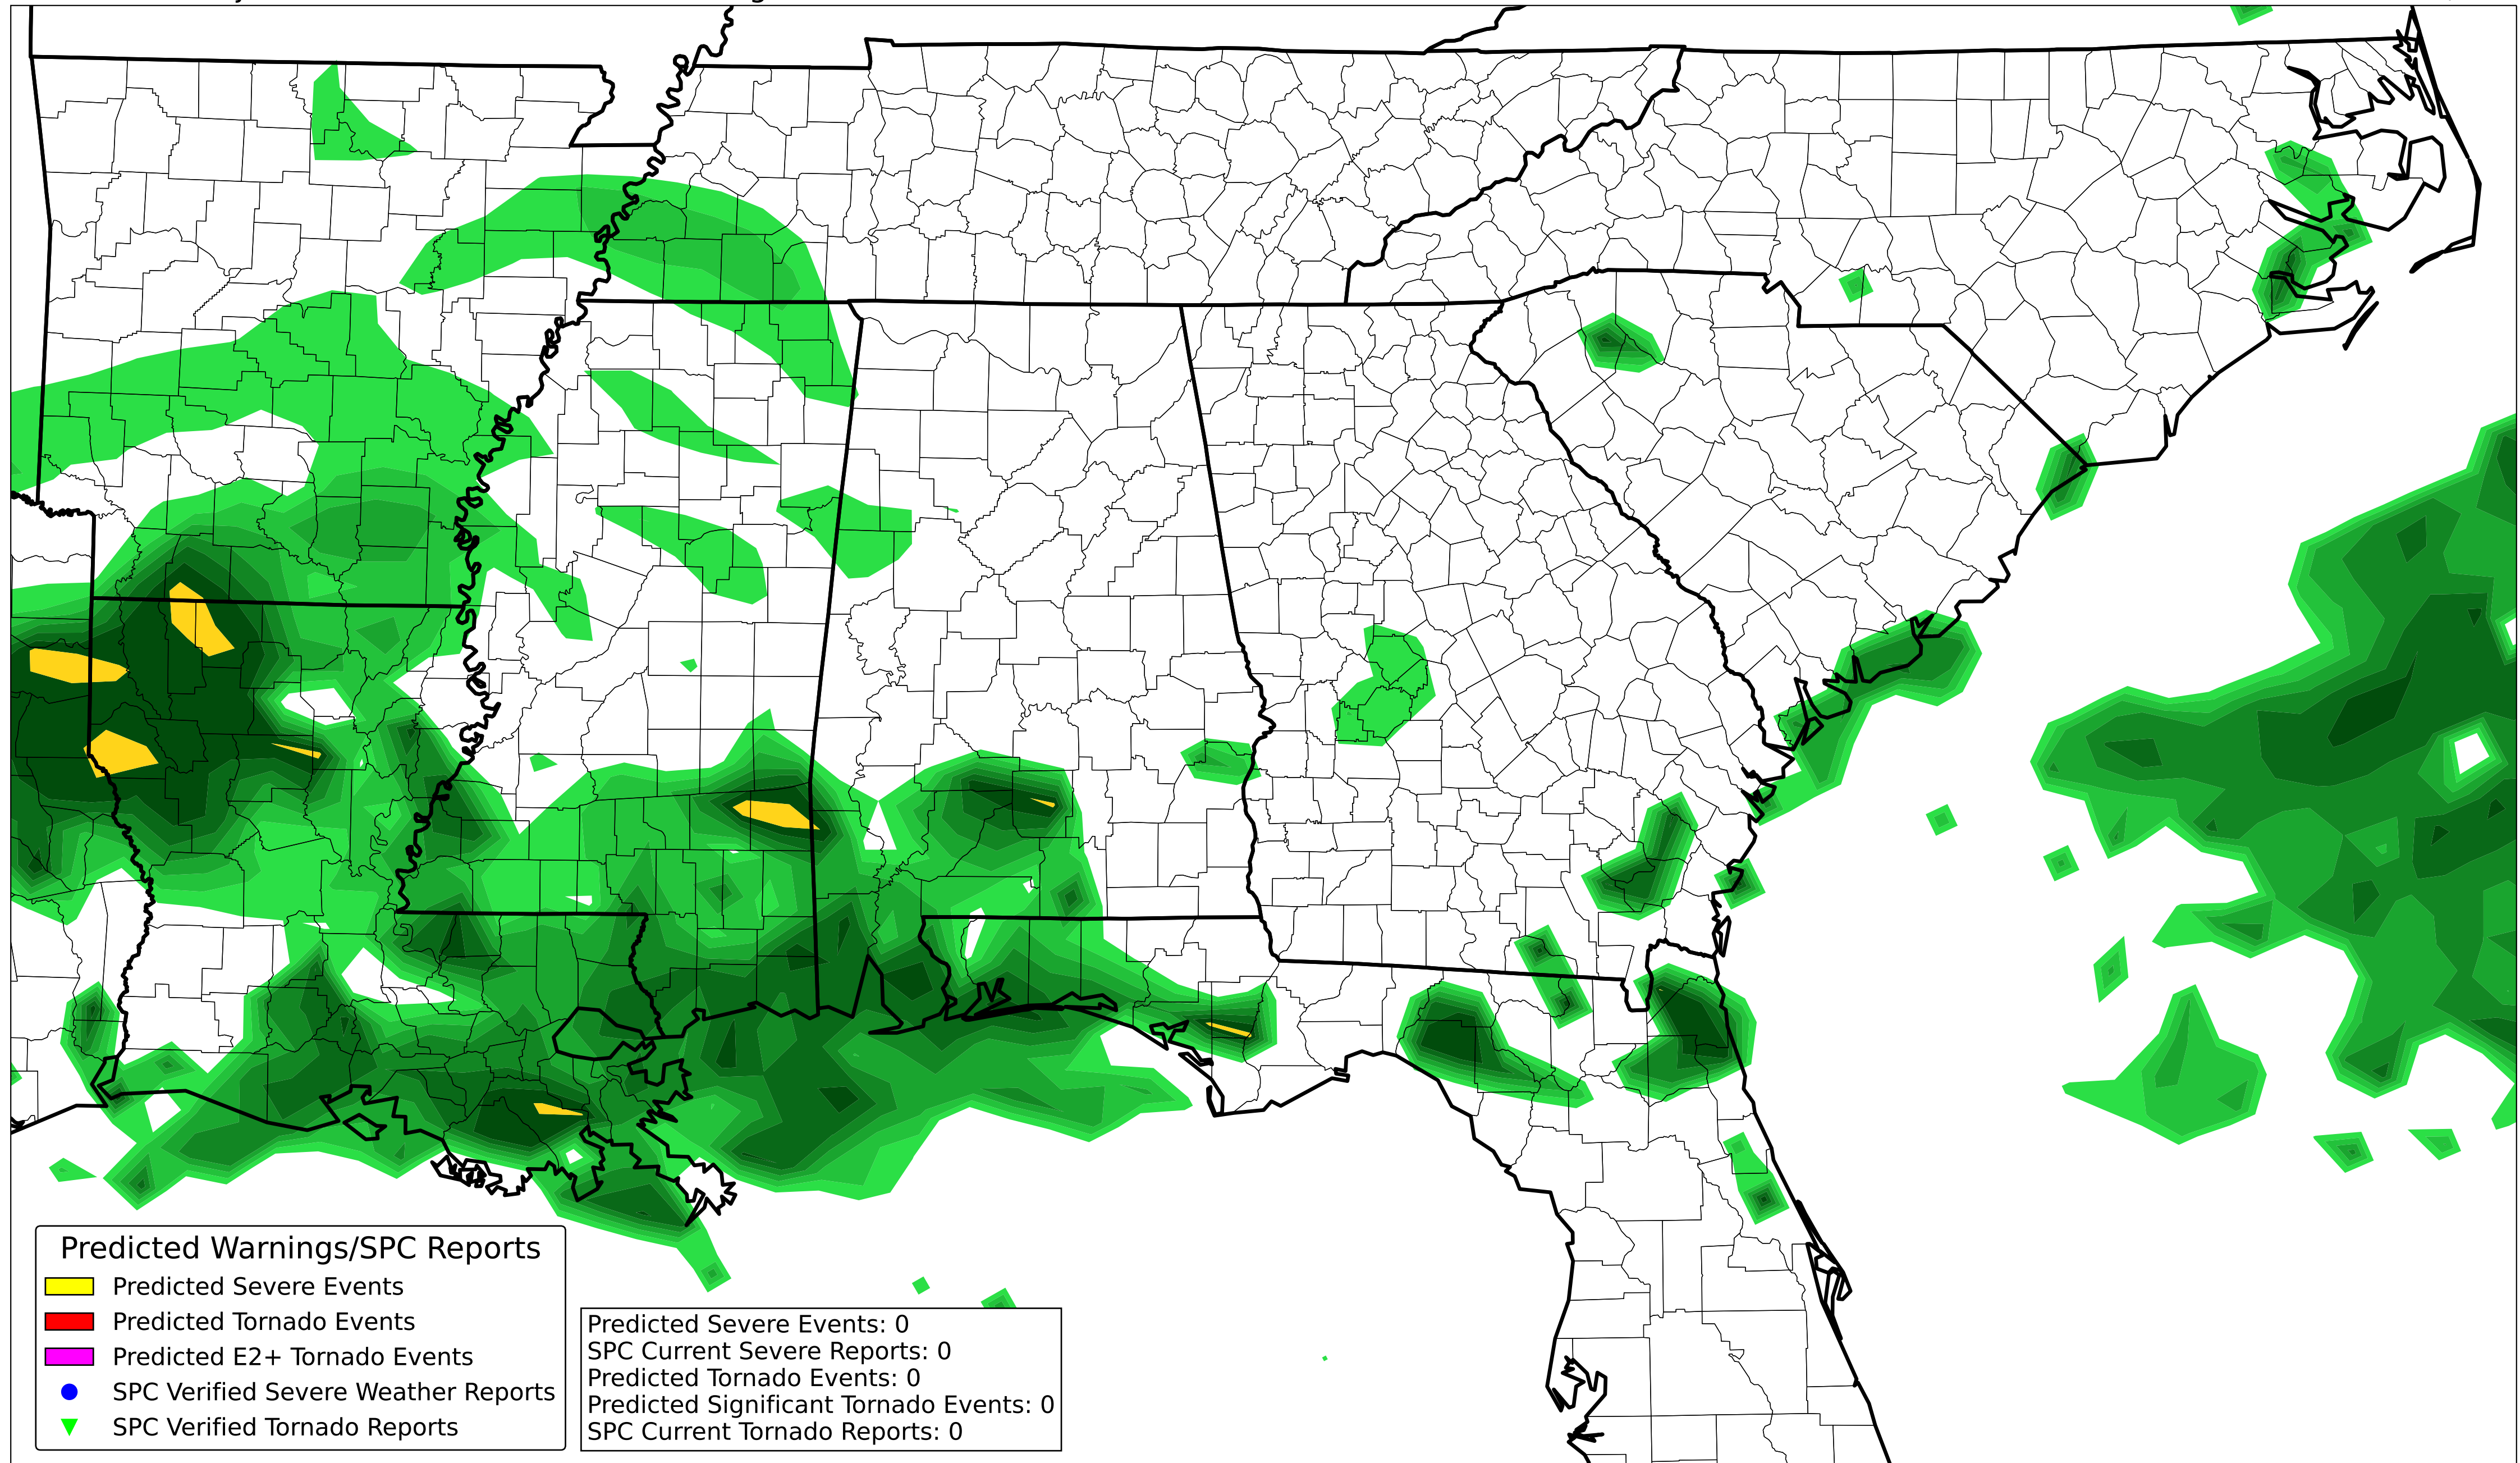 Predicted Warnings/SPC Reports
Predicted Severe Events
Predicted Tornado Events
Predicted E2+ Tornado Events
SPC Verified Severe Weather Reports
SPC Verified Tornado Reports
Predicted Severe Events: 0
SPC Current Severe Reports: 0
Predicted Tornado Events: 0
Predicted Significant Tornado Events: 0
SPC Current Tornado Reports: 0